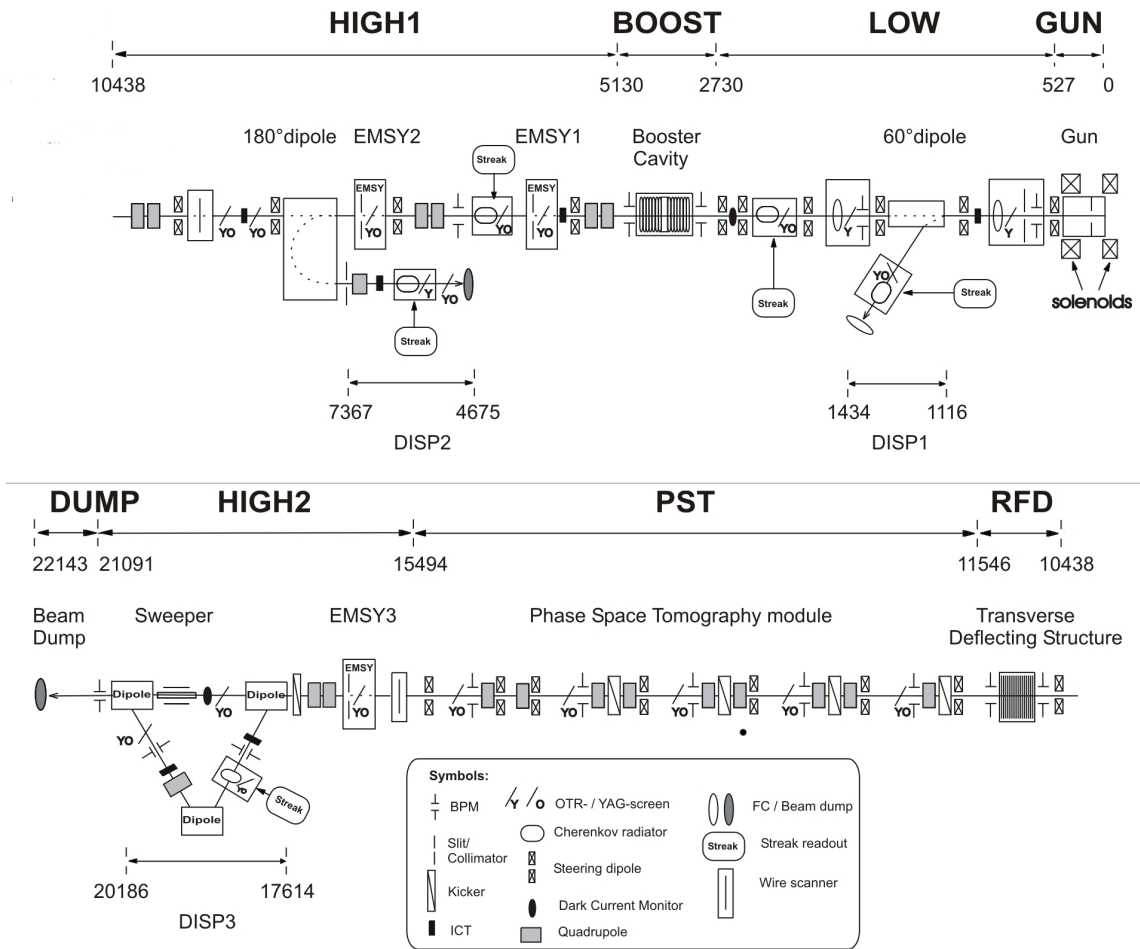 HIGH1 BOOST LOW GUN
10438 5130 2730 527 0
180°dipole EMSY2 EMSY1 Booster Cavity 60°dipole Gun
Streak
EMSY EMSY
YO YO YO YO YO YO Y Y
Y YO YO
Streak Streak Streak
solenoids
7367 4675 1434 1116
DISP2 DISP1
DUMP HIGH2 PST RFD
22143 21091 15494 11546 10438
Beam Dump Sweeper EMSY3 Phase Space Tomography module Transverse Deflecting Structure
EMSY
Dipole Dipole
YO YO YO YO YO YO YO
YO
YO
Streak
Dipole
20186 17614
DISP3
Symbols:
BPM Y O OTR- / YAG-screen FC / Beam dump
Slit/ Collimator Cherenkov radiator Streak Streak readout
Kicker Steering dipole Wire scanner
ICT Dark Current Monitor
Quadrupole